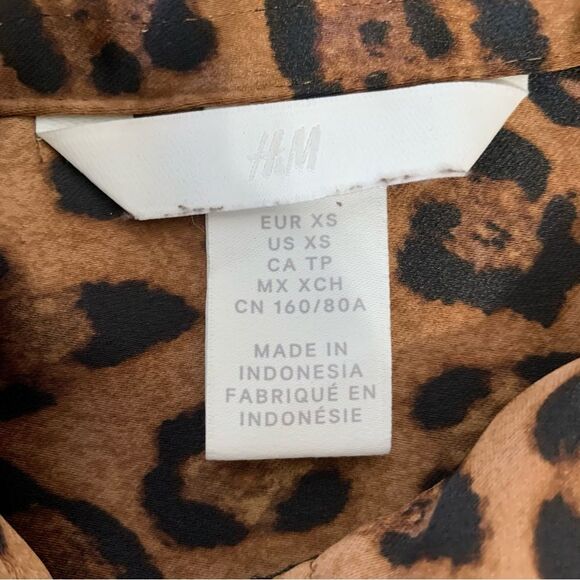 H&M
EUR XS
US XS
CA TP
MX XCH
CN 160/80A
MADE IN
INDONESIA
FABRIQUÉ EN
INDONÉSIE